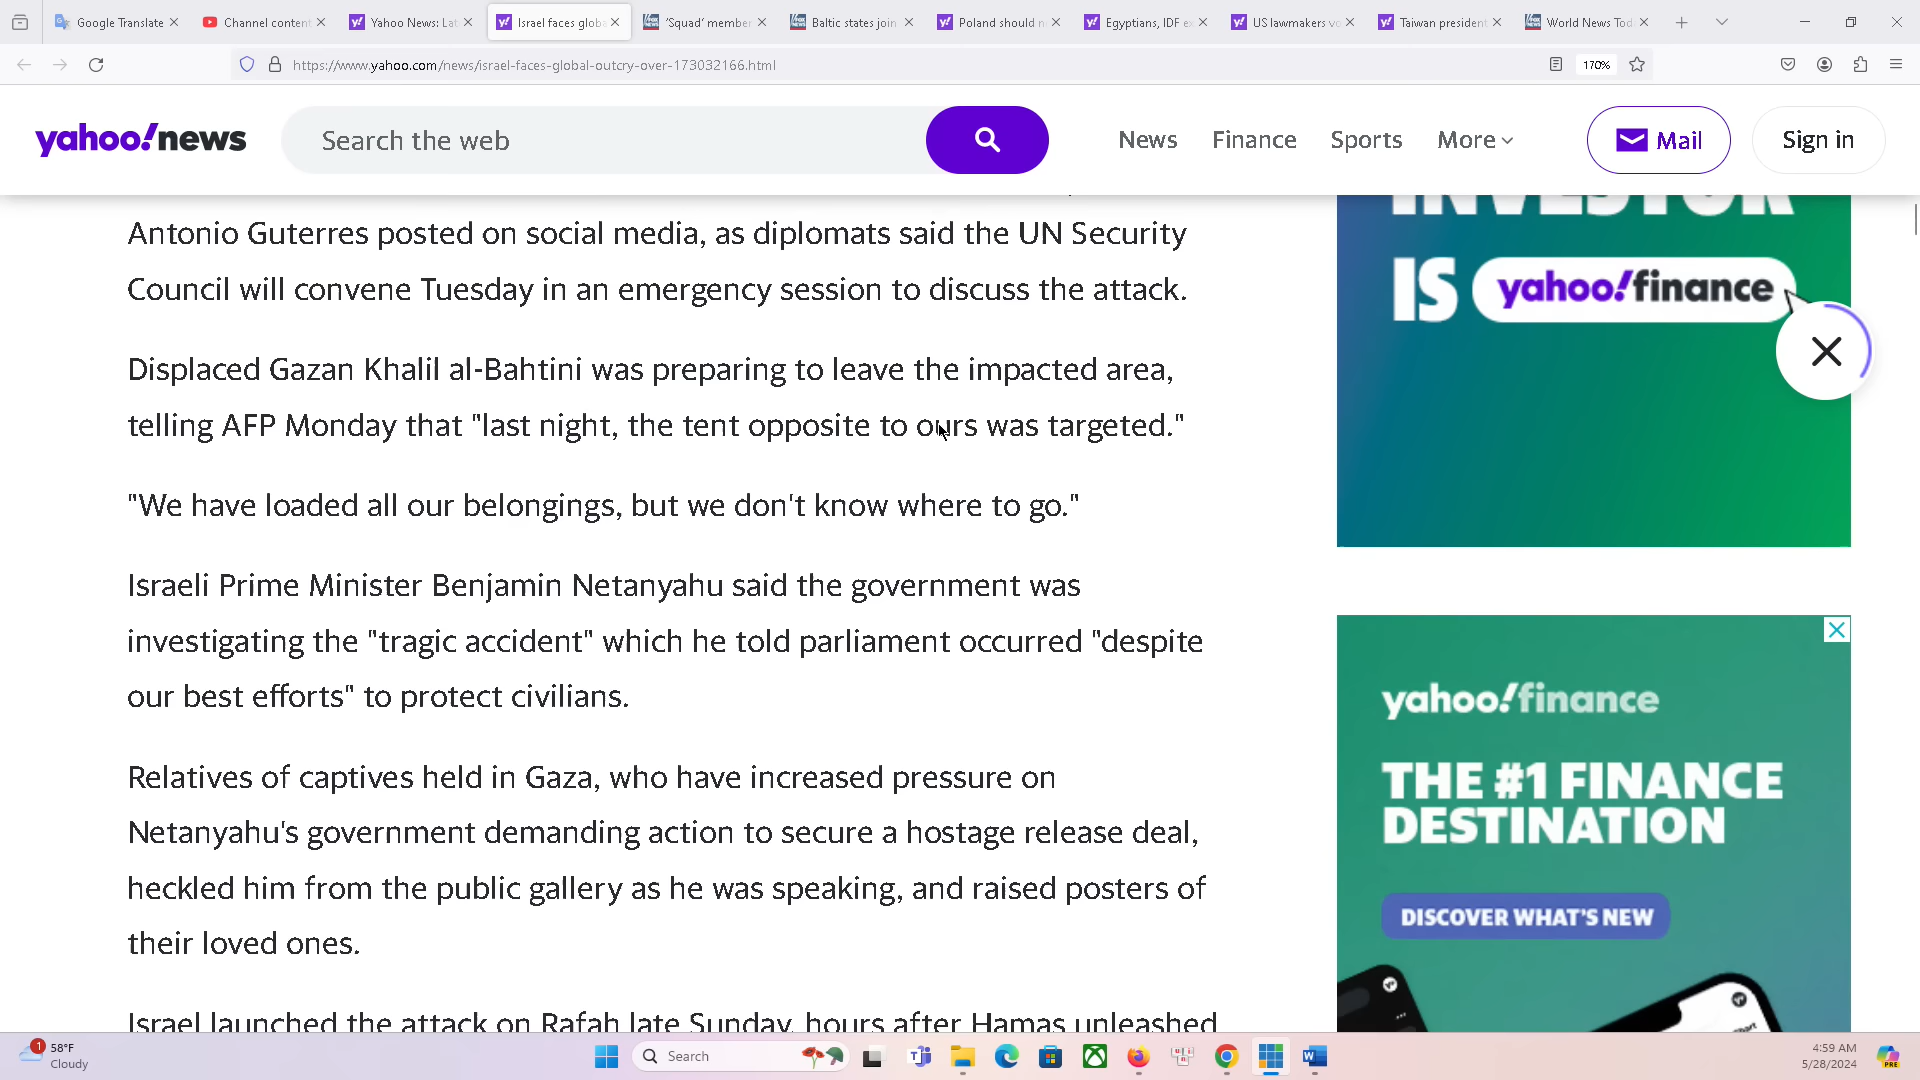 Google Translate
Channel content
Yahoo News: Lat
Israel faces globa
'Squad' member
Baltic states join
Poland should n
Egyptians, IDF e
US lawmakers vo
Taiwan president
World News Tod
https://www.yahoo.com/news/israel-faces-global-outcry-over-173032166.html
170%
yahoo!news
Search the web
News
Finance
Sports
More
Mail
Sign in
Antonio Guterres posted on social media, as diplomats said the UN Security
Council will convene Tuesday in an emergency session to discuss the attack.
Displaced Gazan Khalil al-Bahtini was preparing to leave the impacted area,
telling AFP Monday that "last night, the tent opposite to ours was targeted."
"We have loaded all our belongings, but we don't know where to go."
Israeli Prime Minister Benjamin Netanyahu said the government was
investigating the "tragic accident" which he told parliament occurred "despite
our best efforts" to protect civilians.
Relatives of captives held in Gaza, who have increased pressure on
Netanyahu's government demanding action to secure a hostage release deal,
heckled him from the public gallery as he was speaking, and raised posters of
their loved ones.
Israel launched the attack on Rafah late Sunday, hours after Hamas unleashed
INVESTOR
IS yahoo!finance
yahoo!finance
THE #1 FINANCE
DESTINATION
DISCOVER WHAT'S NEW
1
58°F
Cloudy
Search
4:59 AM
5/28/2024
PRE